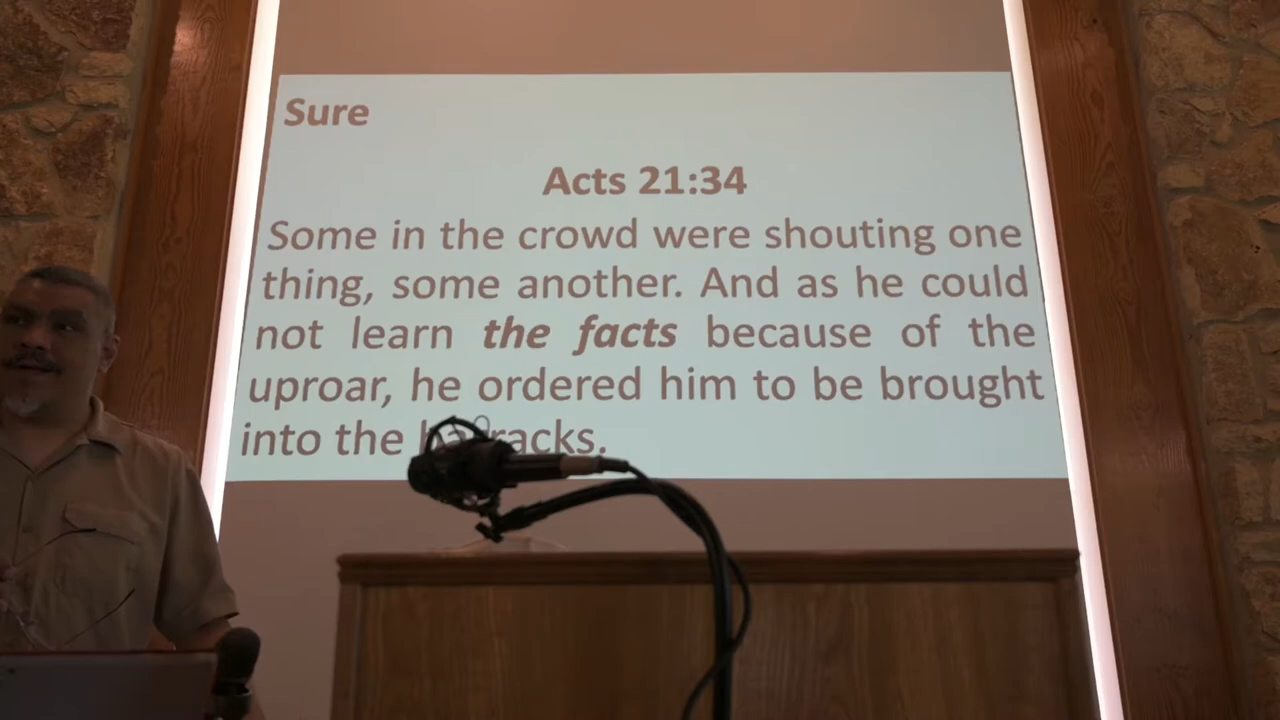 Sure
Acts 21:34
Some in the crowd were shouting one
thing, some another. And as he could
not learn the facts because of the
uproar, he ordered him to be brought
into the barracks.